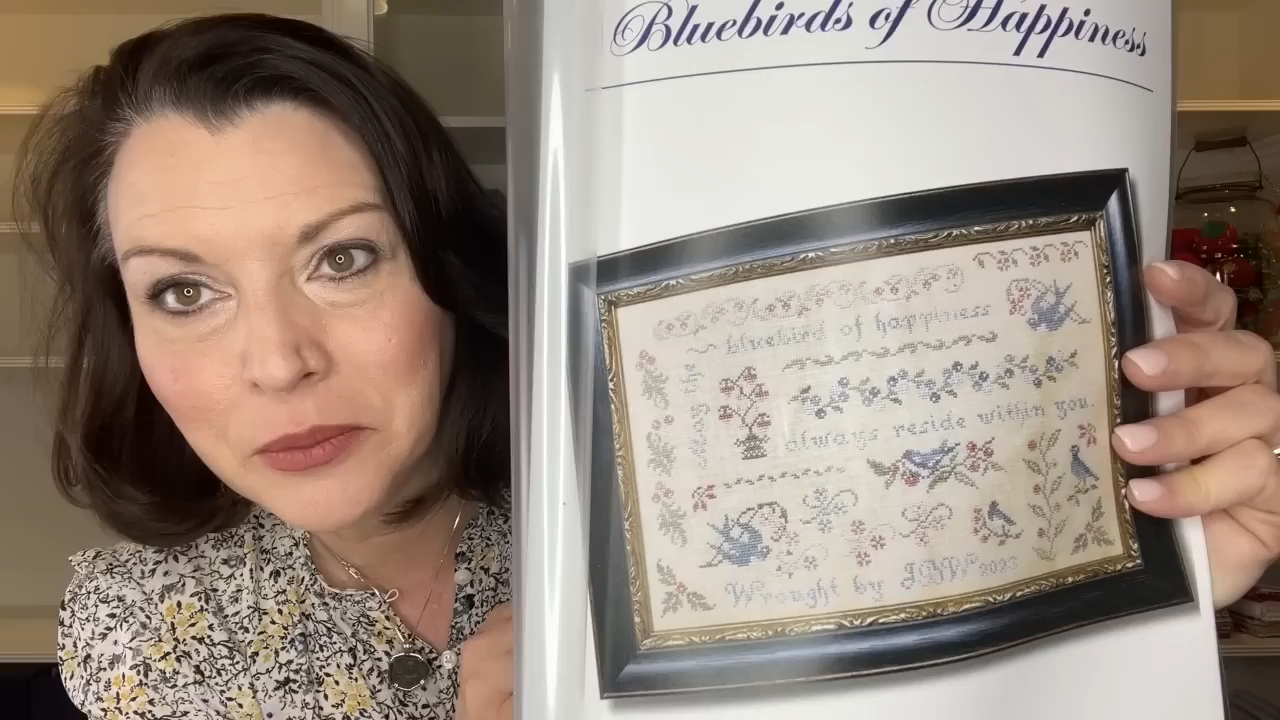 Bluebirds of Happiness
bluebird of happiness
always reside within you.
Wrought by JBW 2023